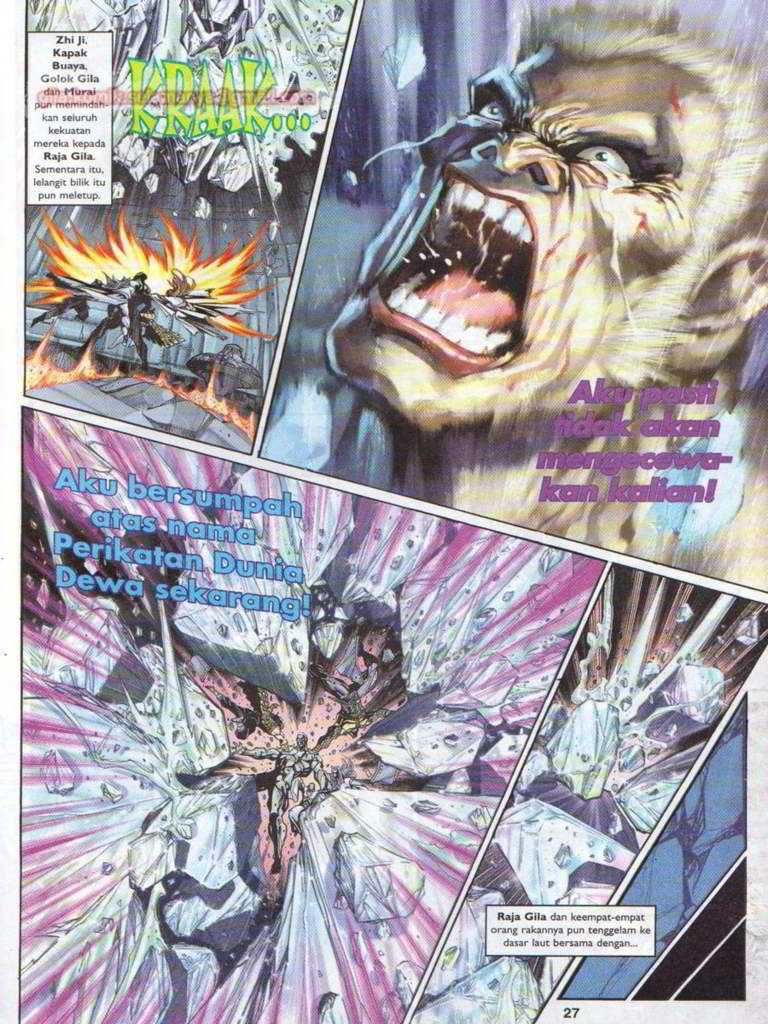 Zhi Ji,
Kapak
Buaya,
Golok Gila
dan Murai
pun memindah
kan seluruh
kekuatan
mereka kepada
Raja Gila.
Sementara itu,
lelangit bilik itu
pun meletup.
KRAAK...
Aku pasti
tidak akan
mengecewa-
kan kalian!
Aku bersumpah
atas nama
Perikatan Dunia
Dewa sekarang!
Raja Gila dan keempat-empat
orang rakannya pun tenggelam ke
dasar laut bersama dengan...
27